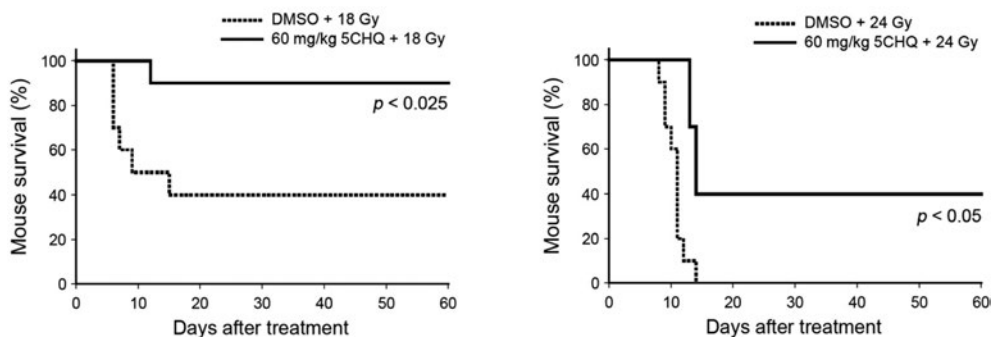 DMSO + 18 Gy
60 mg/kg 5CHQ + 18 Gy
Mouse survival (%)
100
80
60
40
20
0
p < 0.025
0 10 20 30 40 50 60
Days after treatment
DMSO + 24 Gy
60 mg/kg 5CHQ + 24 Gy
Mouse survival (%)
100
80
60
40
20
0
p < 0.05
0 10 20 30 40 50 60
Days after treatment